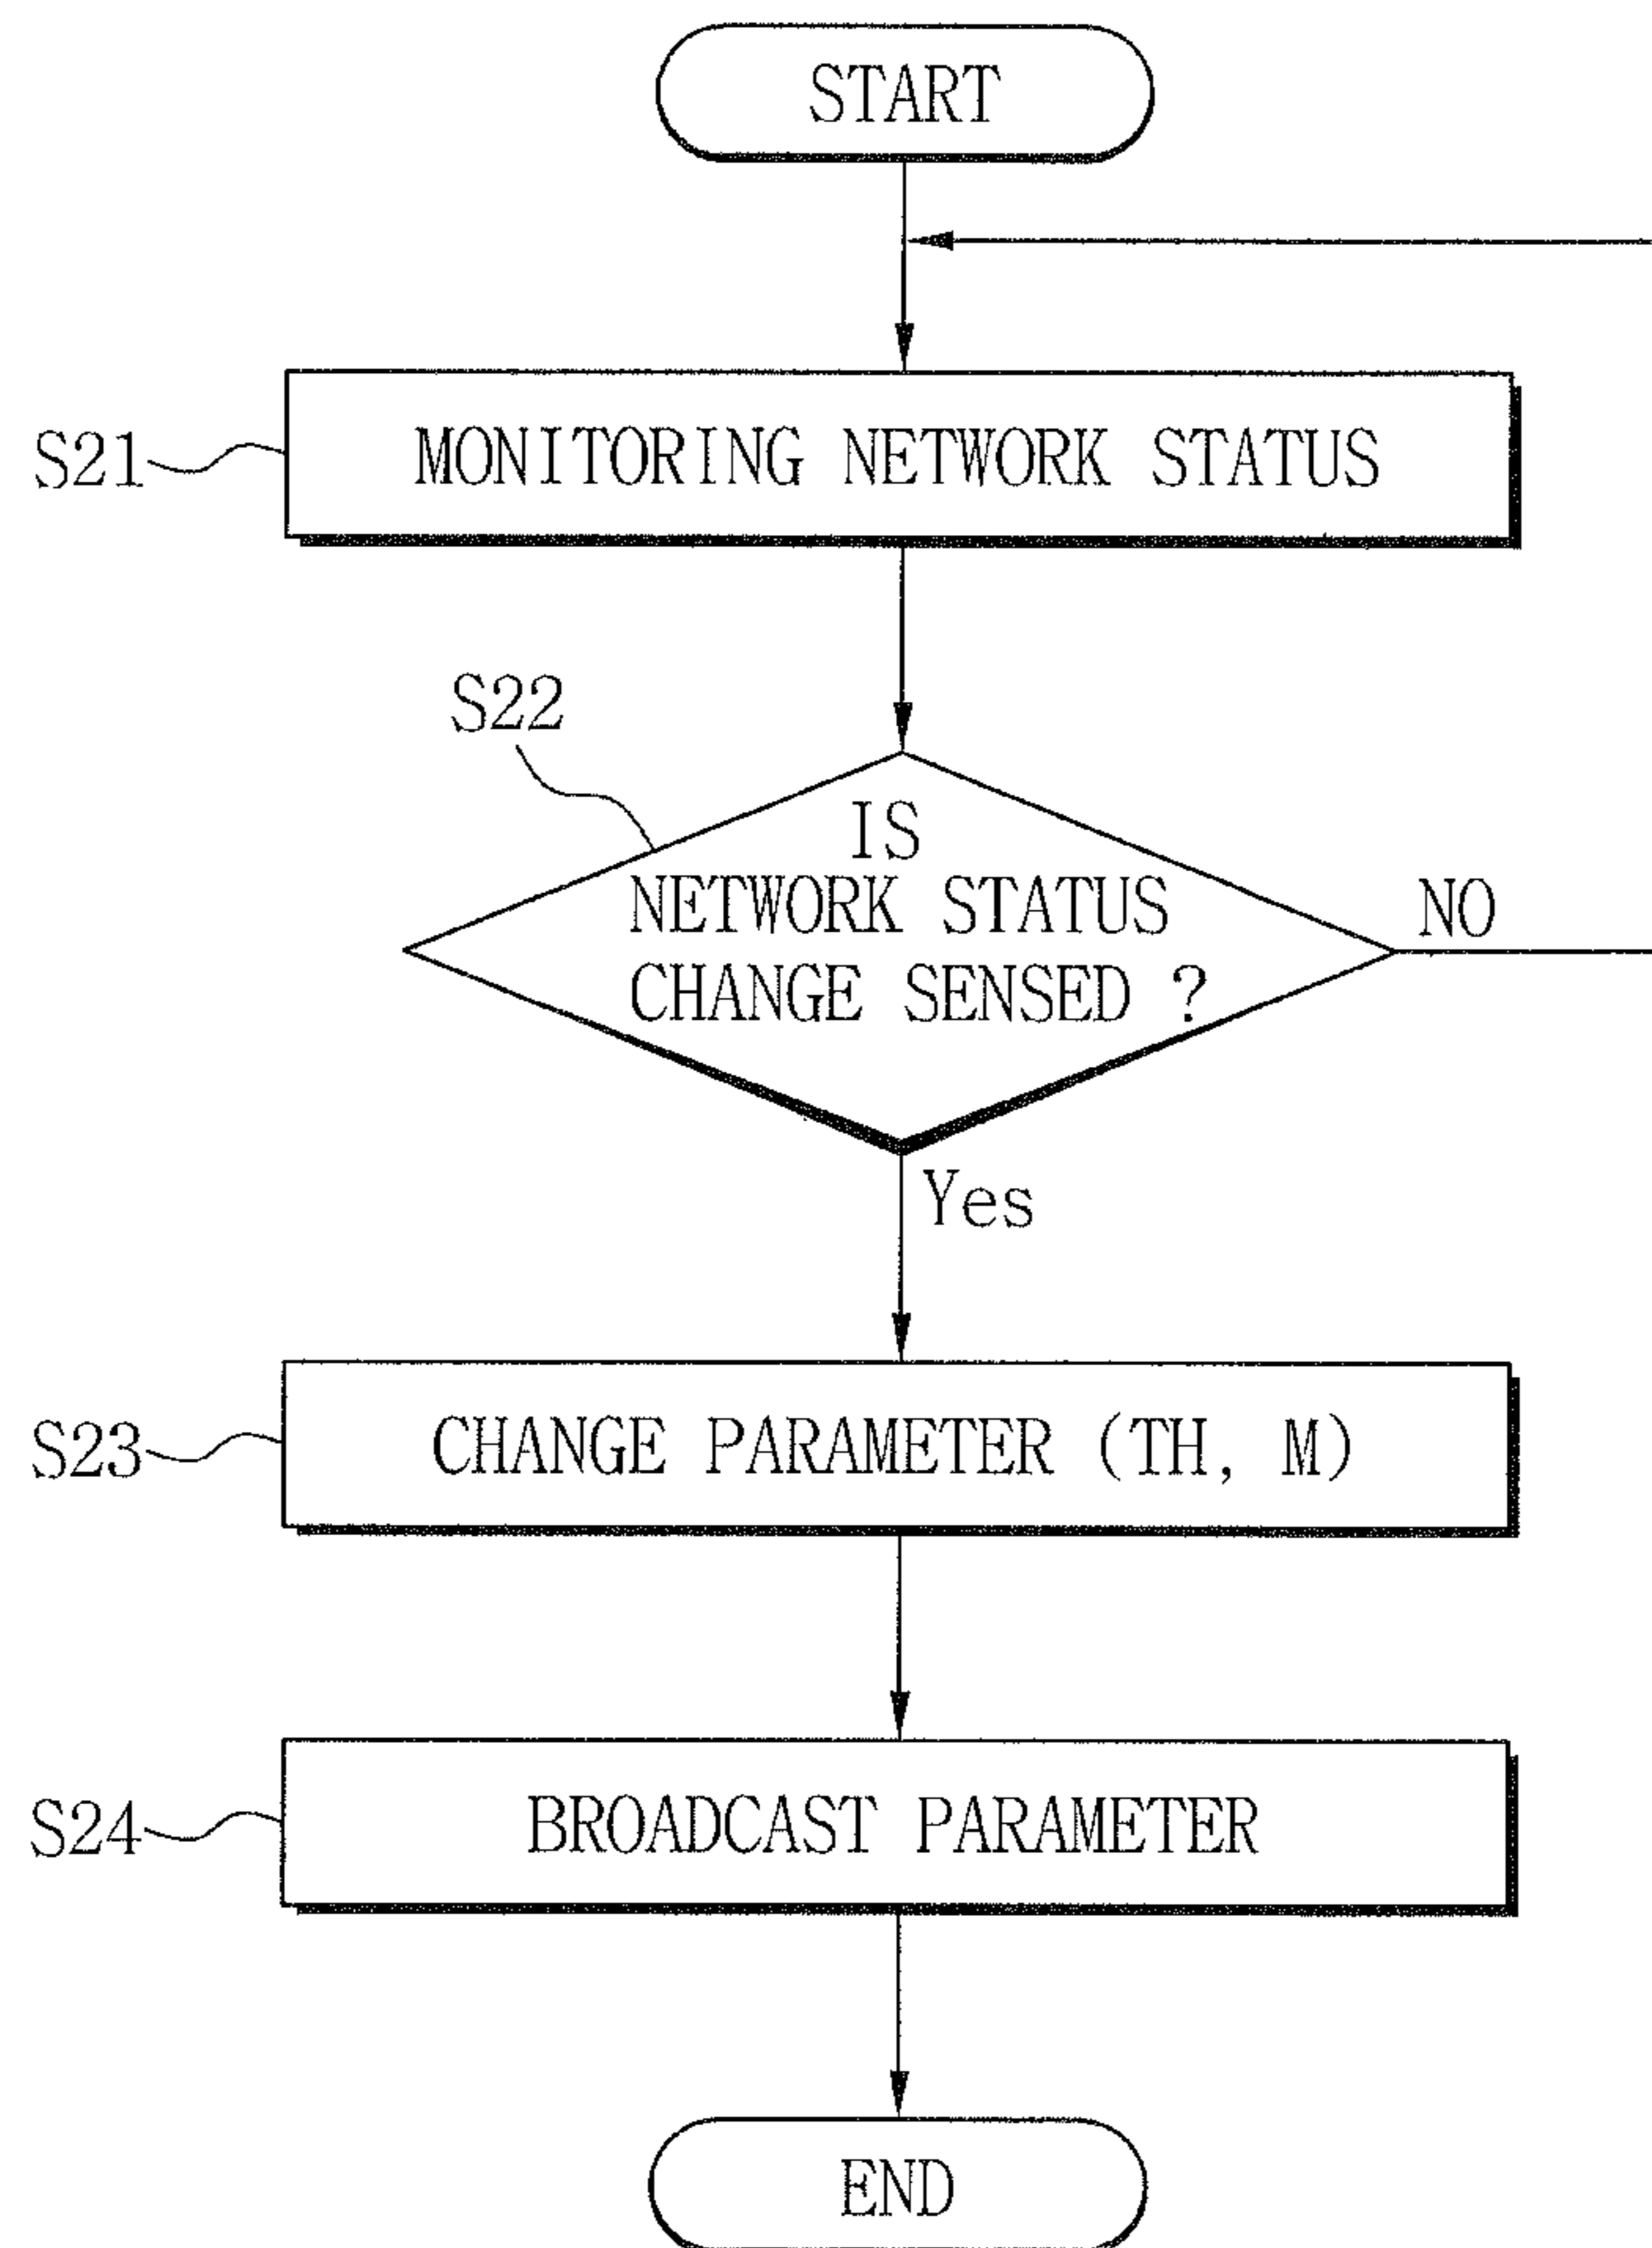 START
S21
MONITORING NETWORK STATUS
S22
IS
NETWORK STATUS
CHANGE SENSED ?
NO
Yes
S23
CHANGE PARAMETER (TH, M)
S24
BROADCAST PARAMETER
END